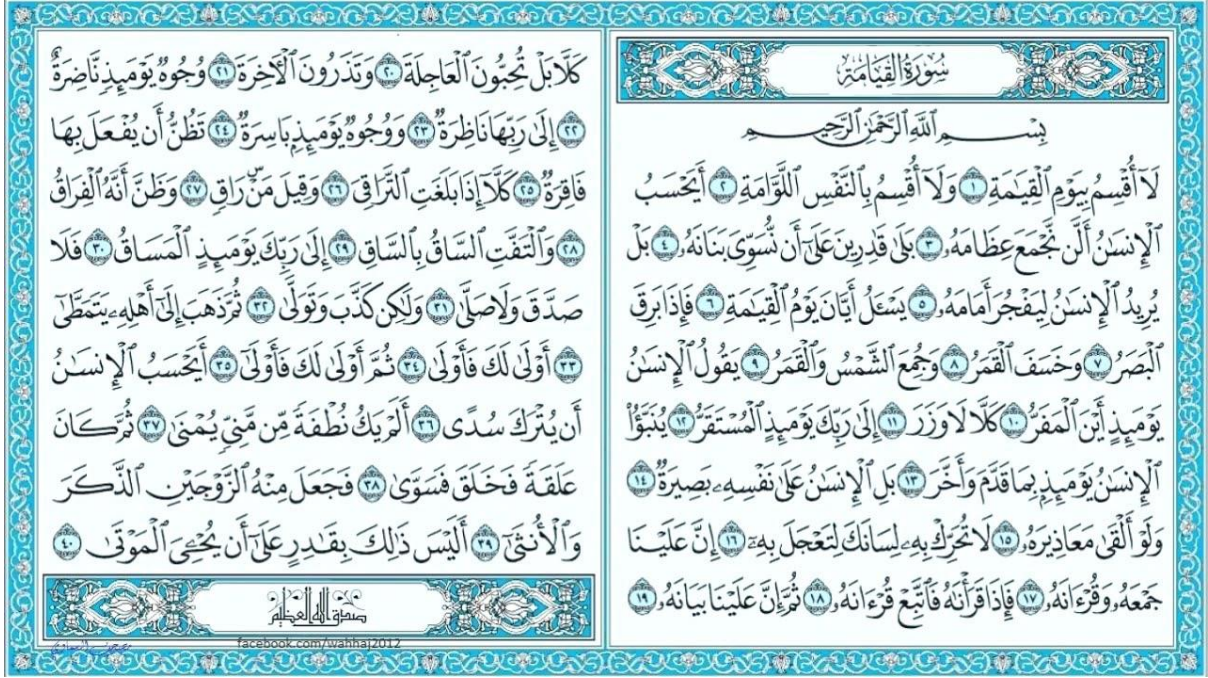 سُورَةُ القِيَامَةِ
بِسْمِ ٱللَّهِ ٱلرَّحْمَٰنِ ٱلرَّحِيمِ
لَآ أُقْسِمُ بِيَوْمِ ٱلْقِيَٰمَةِ ١ وَلَآ أُقْسِمُ بِٱلنَّفْسِ ٱللَّوَّامَةِ ٢ أَيَحْسَبُ
ٱلْإِنسَٰنُ أَلَّن نَّجْمَعَ عِظَامَهُۥ ٣ بَلَىٰ قَٰدِرِينَ عَلَىٰٓ أَن نُّسَوِّىَ بَنَانَهُۥ ٤ بَلْ
يُرِيدُ ٱلْإِنسَٰنُ لِيَفْجُرَ أَمَامَهُۥ ٥ يَسْـَٔلُ أَيَّانَ يَوْمُ ٱلْقِيَٰمَةِ ٦ فَإِذَا بَرِقَ
ٱلْبَصَرُ ٧ وَخَسَفَ ٱلْقَمَرُ ٨ وَجُمِعَ ٱلشَّمْسُ وَٱلْقَمَرُ ٩ يَقُولُ ٱلْإِنسَٰنُ
يَوْمَئِذٍ أَيْنَ ٱلْمَفَرُّ ١٠ كَلَّا لَا وَزَرَ ١١ إِلَىٰ رَبِّكَ يَوْمَئِذٍ ٱلْمُسْتَقَرُّ ١٢ يُنَبَّؤُا۟
ٱلْإِنسَٰنُ يَوْمَئِذٍۭ بِمَا قَدَّمَ وَأَخَّرَ ١٣ بَلِ ٱلْإِنسَٰنُ عَلَىٰ نَفْسِهِۦ بَصِيرَةٌ ١٤
وَلَوْ أَلْقَىٰ مَعَاذِيرَهُۥ ١٥ لَا تُحَرِّكْ بِهِۦ لِسَانَكَ لِتَعْجَلَ بِهِۦٓ ١٦ إِنَّ عَلَيْنَا
جَمْعَهُۥ وَقُرْءَانَهُۥ ١٧ فَإِذَا قَرَأْنَٰهُ فَٱتَّبِعْ قُرْءَانَهُۥ ١٨ ثُمَّ إِنَّ عَلَيْنَا بَيَانَهُۥ ١٩
كَلَّا بَلْ تُحِبُّونَ ٱلْعَاجِلَةَ ٢٠ وَتَذَرُونَ ٱلْءَاخِرَةَ ٢١ وُجُوهٌ يَوْمَئِذٍ نَّاضِرَةٌ
٢٢ إِلَىٰ رَبِّهَا نَاظِرَةٌ ٢٣ وَوُجُوهٌ يَوْمَئِذٍۭ بَاسِرَةٌ ٢٤ تَظُنُّ أَن يُفْعَلَ بِهَا
فَاقِرَةٌ ٢٥ كَلَّآ إِذَا بَلَغَتِ ٱلتَّرَاقِىَ ٢٦ وَقِيلَ مَنْ رَاقٍ ٢٧ وَظَنَّ أَنَّهُ ٱلْفِرَاقُ
٢٨ وَٱلْتَفَّتِ ٱلسَّاقُ بِٱلسَّاقِ ٢٩ إِلَىٰ رَبِّكَ يَوْمَئِذٍ ٱلْمَسَاقُ ٣٠ فَلَا
صَدَّقَ وَلَا صَلَّىٰ ٣١ وَلَٰكِن كَذَّبَ وَتَوَلَّىٰ ٣٢ ثُمَّ ذَهَبَ إِلَىٰٓ أَهْلِهِۦ يَتَمَطَّىٰٓ
٣٣ أَوْلَىٰ لَكَ فَأَوْلَىٰ ٣٤ ثُمَّ أَوْلَىٰ لَكَ فَأَوْلَىٰٓ ٣٥ أَيَحْسَبُ ٱلْإِنسَٰنُ
أَن يُتْرَكَ سُدًى ٣٦ أَلَمْ يَكُ نُطْفَةً مِّن مَّنِىٍّ يُمْنَىٰ ٣٧ ثُمَّ كَانَ
عَلَقَةً فَخَلَقَ فَسَوَّىٰ ٣٨ فَجَعَلَ مِنْهُ ٱلزَّوْجَيْنِ ٱلذَّكَرَ
وَٱلْأُنثَىٰٓ ٣٩ أَلَيْسَ ذَٰلِكَ بِقَٰدِرٍ عَلَىٰٓ أَن يُحْـِۧىَ ٱلْمَوْتَىٰ ٤٠
صدق الله العظيم
facebook.com/wahhaj2012